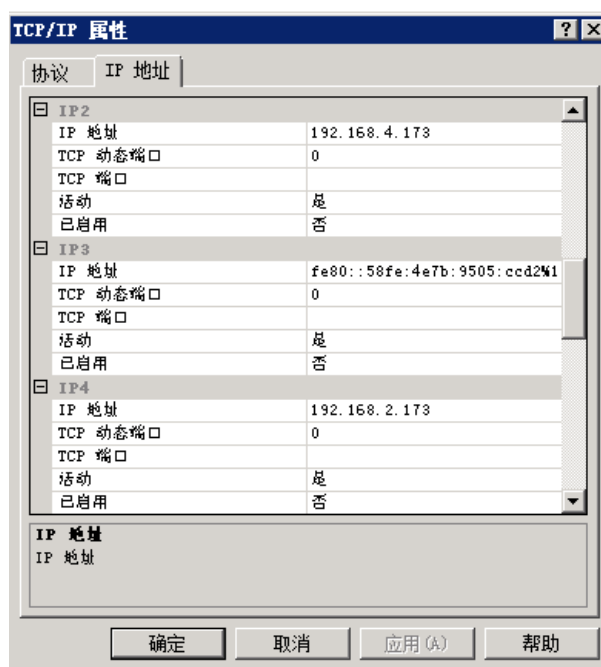 TCP/IP 属性
协议 IP 地址
IP2
IP 地址 192.168.4.173
TCP 动态端口 0
TCP 端口
活动 是
已启用 否
IP3
IP 地址 fe80::58fe:4e7b:9505:ccd2%1
TCP 动态端口 0
TCP 端口
活动 是
已启用 否
IP4
IP 地址 192.168.2.173
TCP 动态端口 0
TCP 端口
活动 是
已启用 否
IP 地址
IP 地址
确定 取消 应用(A) 帮助